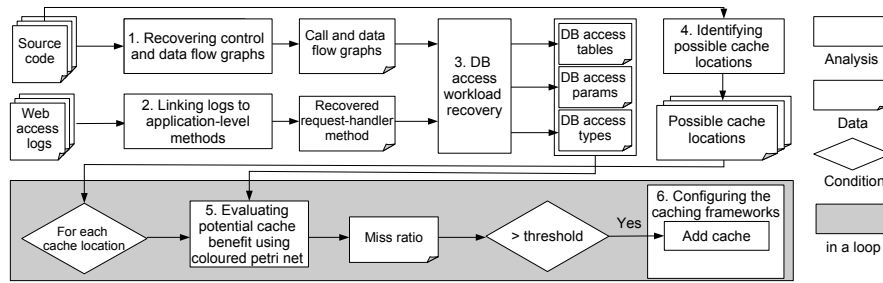 Source
code
1. Recovering control
and data flow graphs
Call and data
flow graphs
3. DB
access
workload
recovery
DB access
tables
DB access
params
DB access
types
4. Identifying
possible cache
locations
Possible cache
locations
Web
access
logs
2. Linking logs to
application-level
methods
Recovered
request-handler
method
For each
cache location
5. Evaluating
potential cache
benefit using
coloured petri net
Miss ratio
> threshold
Yes
6. Configuring the
caching frameworks
Add cache
Analysis
Data
Condition
in a loop